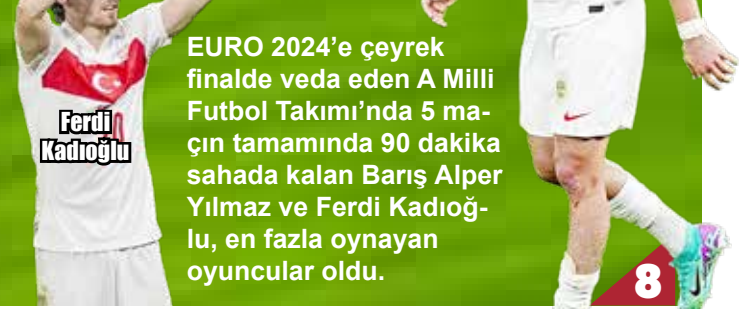 EURO 2024’e çeyrek
finalde veda eden A Milli
Futbol Takımı’nda 5 ma-
çın tamamında 90 dakika
sahada kalan Barış Alper
Yılmaz ve Ferdi Kadıoğ-
lu, en fazla oynayan
oyuncular oldu.
Ferdi
Kadıoğlu
8